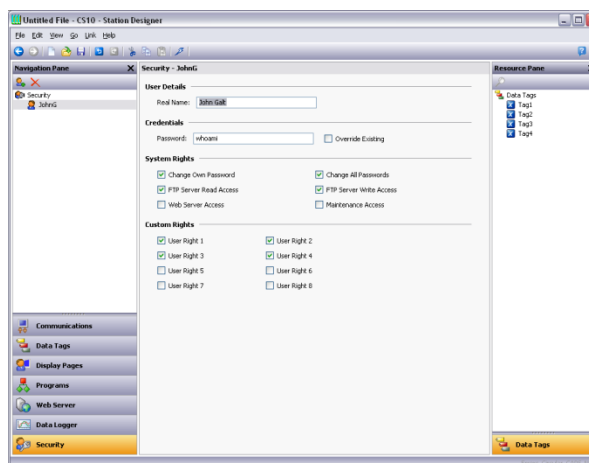 Untitled File - CS10 - Station Designer
File Edit View Go Link Help
Navigation Pane
Security - JohnG
Resource Pane
Security
JohnG
User Details
Real Name: John Galt
Credentials
Password: whoami Override Existing
System Rights
Change Own Password Change All Passwords
FTP Server Read Access FTP Server Write Access
Web Server Access Maintenance Access
Custom Rights
User Right 1 User Right 2
User Right 3 User Right 4
User Right 5 User Right 6
User Right 7 User Right 8
Data Tags
Tag1
Tag2
Tag3
Tag4
Communications
Data Tags
Display Pages
Programs
Web Server
Data Logger
Security
Data Tags